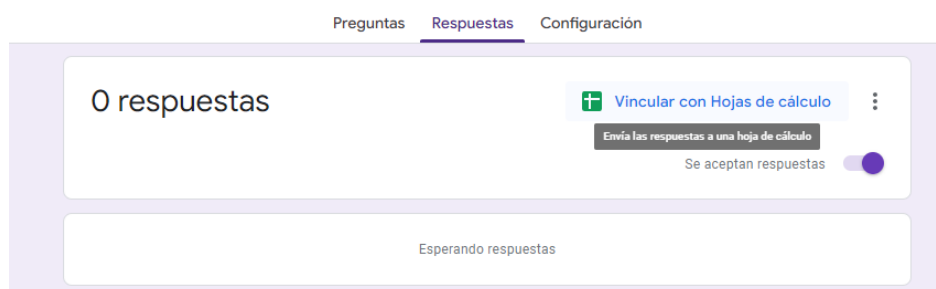 Preguntas Respuestas Configuración
0 respuestas
Vincular con Hojas de cálculo
Envía las respuestas a una hoja de cálculo
Se aceptan respuestas
Esperando respuestas